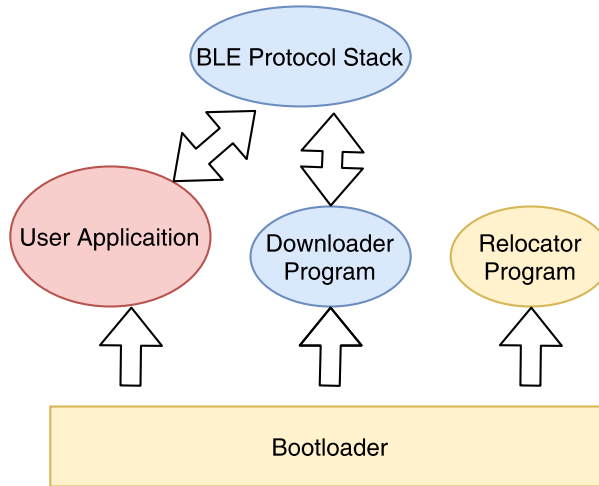 BLE Protocol Stack
User Applicaition
Downloader
Program
Relocator
Program
Bootloader